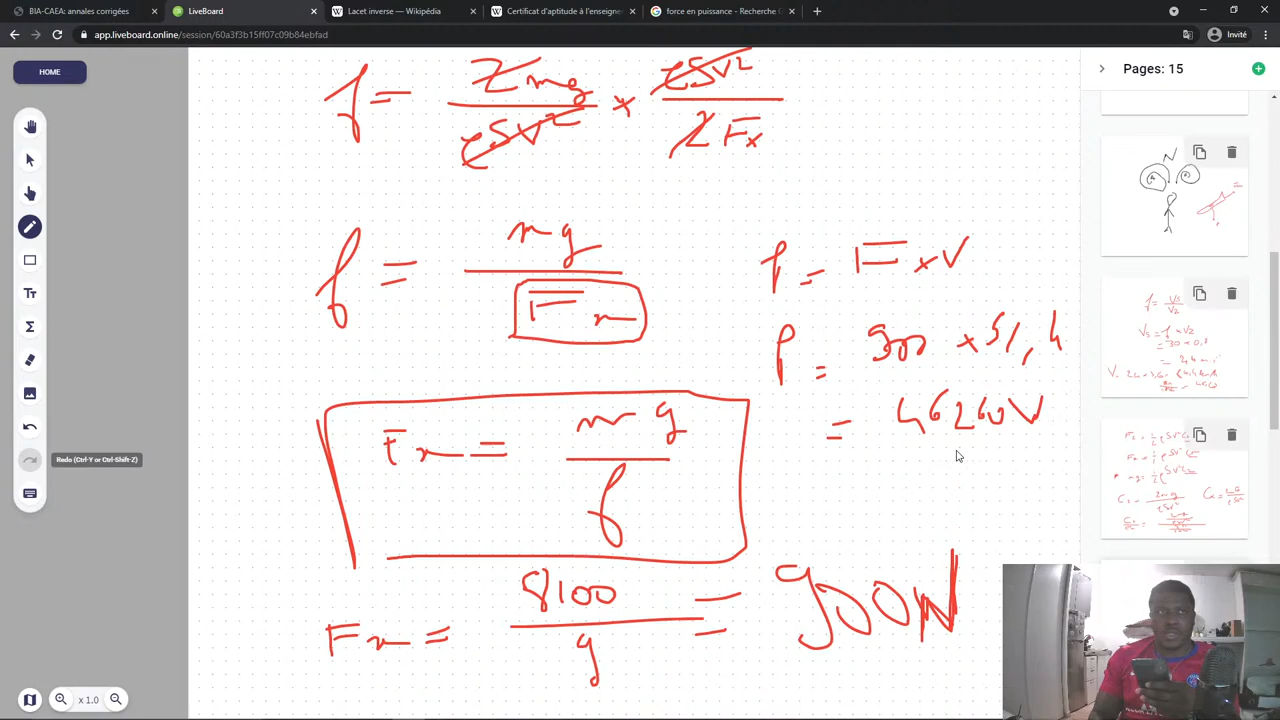 BIA-CAEA: annales corrigées
LiveBoard
Lacet inverse — Wikipédia
Certificat d'aptitude à l'enseigne
force en puissance - Recherche G
app.liveboard.online/session/60a3f3b15ff07c09b84ebfad
Invité
HOME
Pages: 15
f = 2mg / ρSV² × ρSV² / 2Fx
f = mg / Fx
P = F x V
P = 900 x 51,4
= 46260W
Fx = mg / f
Redo (Ctrl-Y or Ctrl-Shift-Z)
Fx = 8100 / 9 = 900N
x 1.0